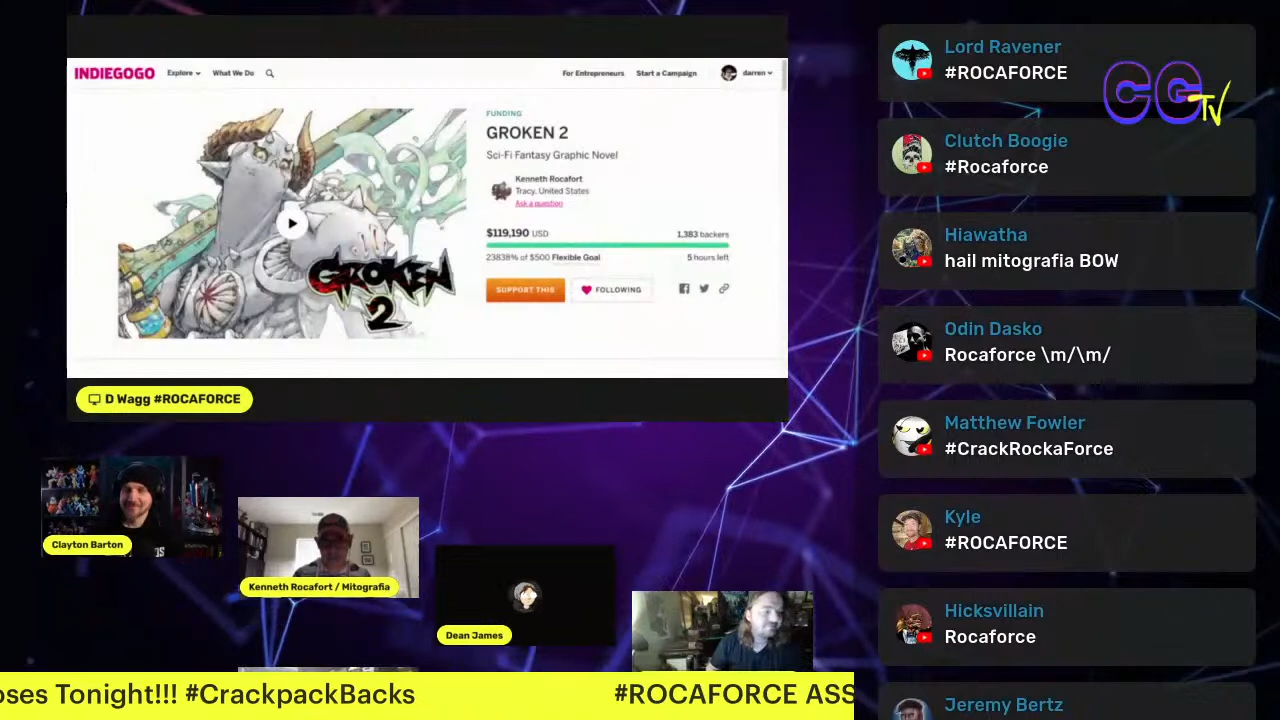 INDIEGOGO Explore What We Do For Entrepreneurs Start a Campaign darren
FUNDING
GROKEN 2
Sci-Fi Fantasy Graphic Novel
Kenneth Rocafort
Tracy, United States
Ask a question
$119,190 USD 1,383 backers
23838% of $500 Flexible Goal 5 hours left
SUPPORT THIS FOLLOWING
GROKEN
2
D Wagg #ROCAFORCE
Clayton Barton
Kenneth Rocafort / Mitografia
Dean James
oses Tonight!!! #CrackpackBacks #ROCAFORCE ASS
CGTV
Lord Ravener
#ROCAFORCE
Clutch Boogie
#Rocaforce
Hiawatha
hail mitografia BOW
Odin Dasko
Rocaforce \m/\m/
Matthew Fowler
#CrackRockaForce
Kyle
#ROCAFORCE
Hicksvillain
Rocaforce
Jeremy Bertz